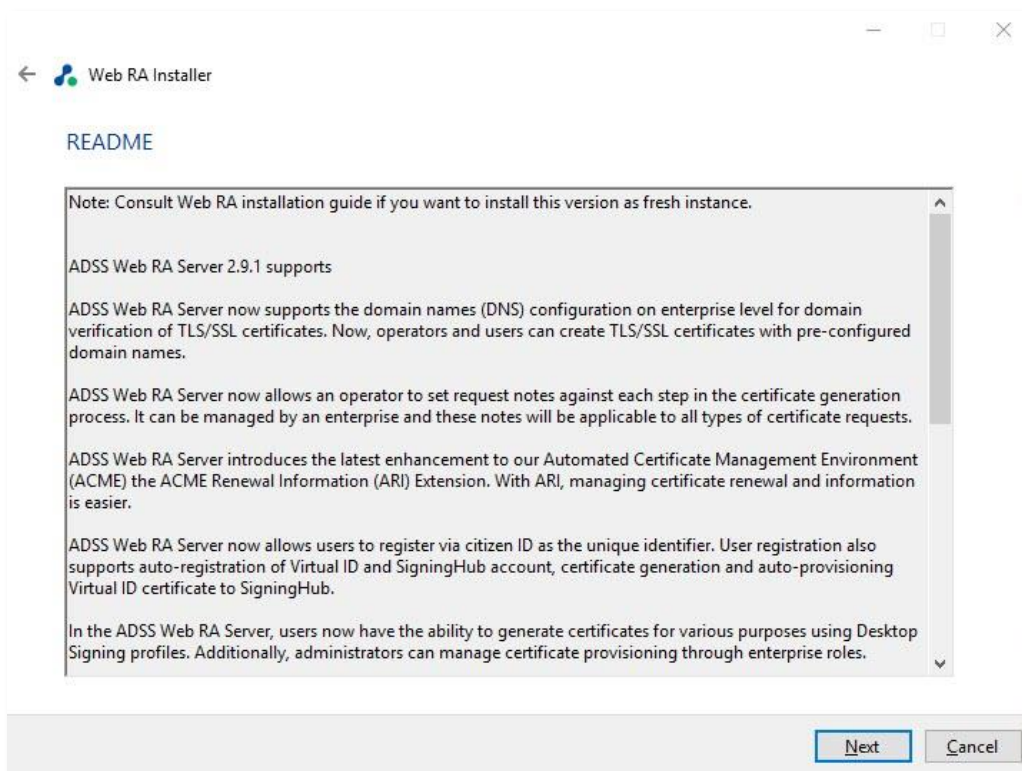 Web RA Installer
README
Note: Consult Web RA installation guide if you want to install this version as fresh instance.
ADSS Web RA Server 2.9.1 supports
ADSS Web RA Server now supports the domain names (DNS) configuration on enterprise level for domain
verification of TLS/SSL certificates. Now, operators and users can create TLS/SSL certificates with pre-configured
domain names.
ADSS Web RA Server now allows an operator to set request notes against each step in the certificate generation
process. It can be managed by an enterprise and these notes will be applicable to all types of certificate requests.
ADSS Web RA Server introduces the latest enhancement to our Automated Certificate Management Environment
(ACME) the ACME Renewal Information (ARI) Extension. With ARI, managing certificate renewal and information
is easier.
ADSS Web RA Server now allows users to register via citizen ID as the unique identifier. User registration also
supports auto-registration of Virtual ID and SigningHub account, certificate generation and auto-provisioning
Virtual ID certificate to SigningHub.
In the ADSS Web RA Server, users now have the ability to generate certificates for various purposes using Desktop
Signing profiles. Additionally, administrators can manage certificate provisioning through enterprise roles.
Next Cancel